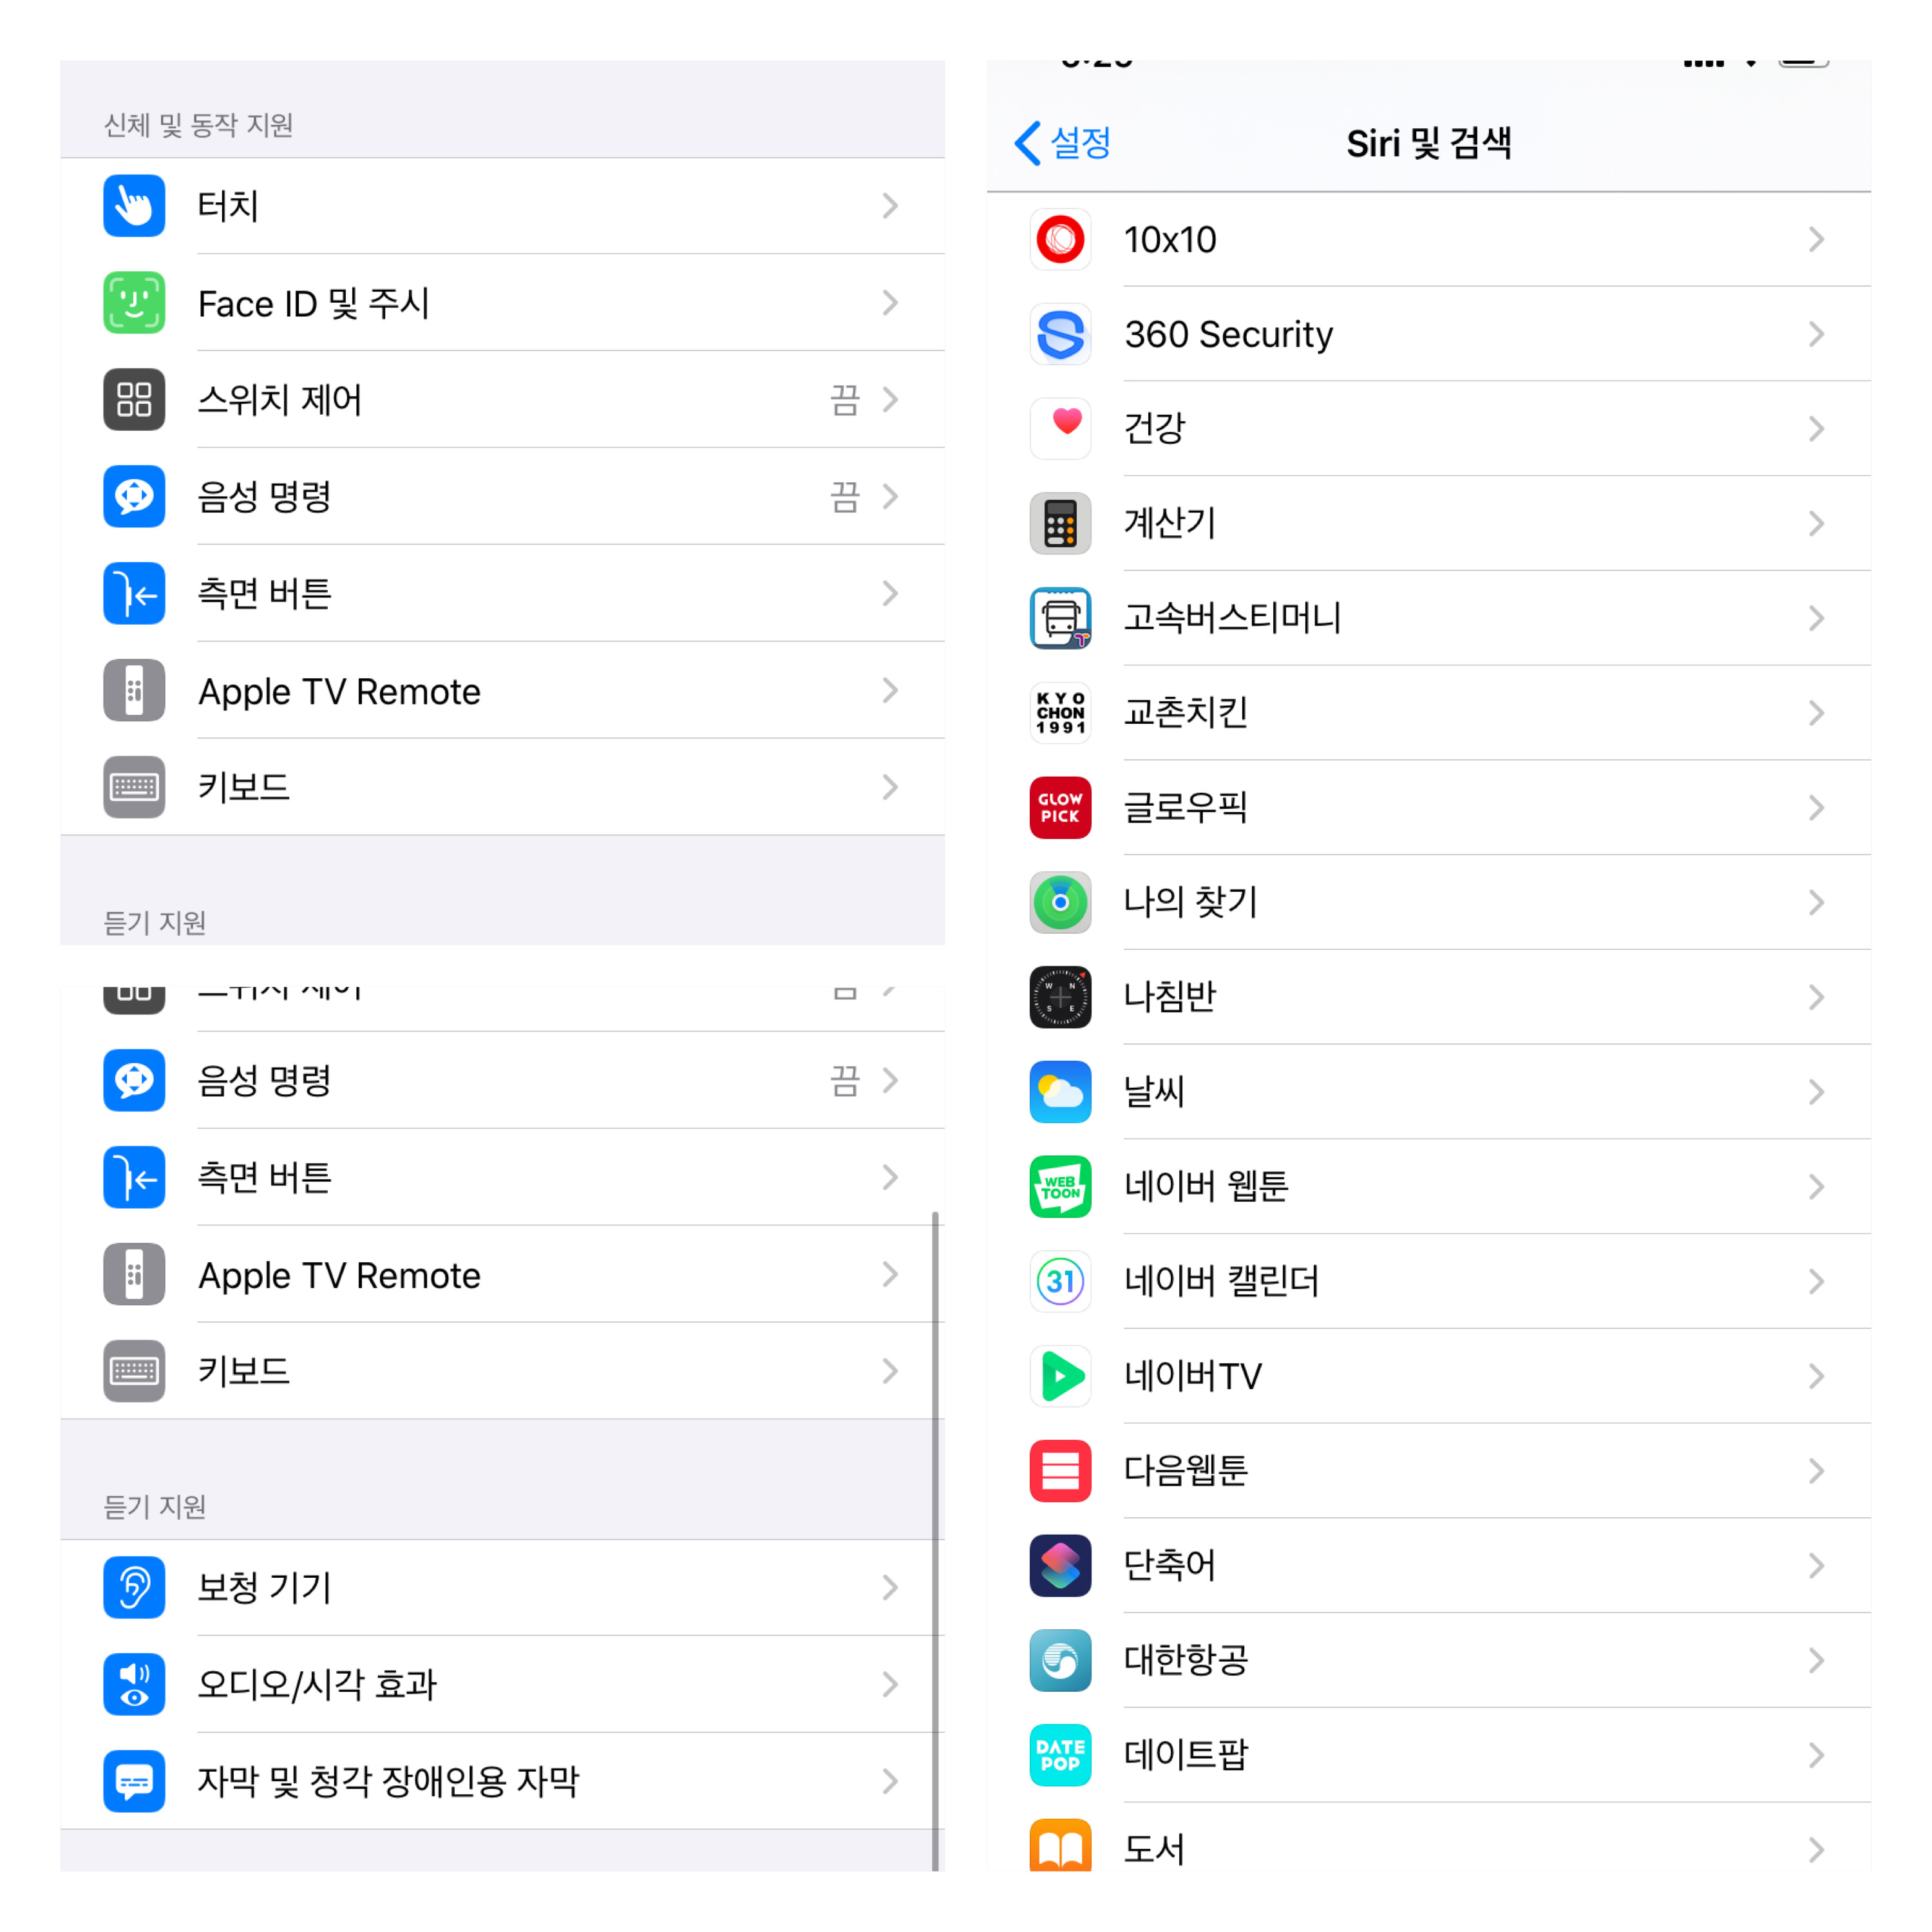 신체 및 동작 지원
터치
Face ID 및 주시
스위치 제어 끔
음성 명령 끔
측면 버튼
Apple TV Remote
키보드
듣기 지원
음성 명령 끔
측면 버튼
Apple TV Remote
키보드
듣기 지원
보청 기기
오디오/시각 효과
자막 및 청각 장애인용 자막
설정
Siri 및 검색
10x10
360 Security
건강
계산기
고속버스티머니
KYO
CHON
1991
교촌치킨
GLOW
PICK
글로우픽
나의 찾기
W N
S E
나침반
날씨
WEB
TOON
네이버 웹툰
31
네이버 캘린더
네이버TV
다음웹툰
단축어
대한항공
DATE
POP
데이트팝
도서